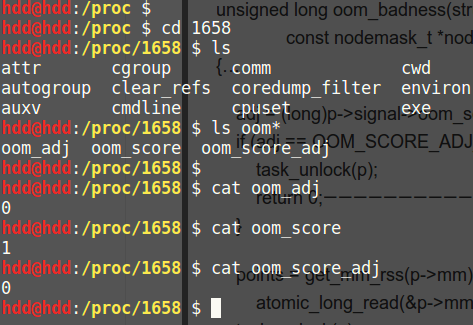 hdd@hdd:/proc $
hdd@hdd:/proc $ cd 1658
hdd@hdd:/proc/1658 $ ls
attr cgroup comm cwd
autogroup clear_refs coredump_filter environ
auxv cmdline cpuset exe
hdd@hdd:/proc/1658 $ ls oom*
oom_adj oom_score oom_score_adj
hdd@hdd:/proc/1658 $
hdd@hdd:/proc/1658 $ cat oom_adj
0
hdd@hdd:/proc/1658 $ cat oom_score
1
hdd@hdd:/proc/1658 $ cat oom_score_adj
0
hdd@hdd:/proc/1658 $
unsigned long oom_badness(str
const nodemask_t *nod
{
adj = (long)p->signal->oom_s
if (adj == OOM_SCORE_ADJ
task_unlock(p);
return 0;
}
points = get_mm_rss(p->mm)
atomic_long_read(&p->mm